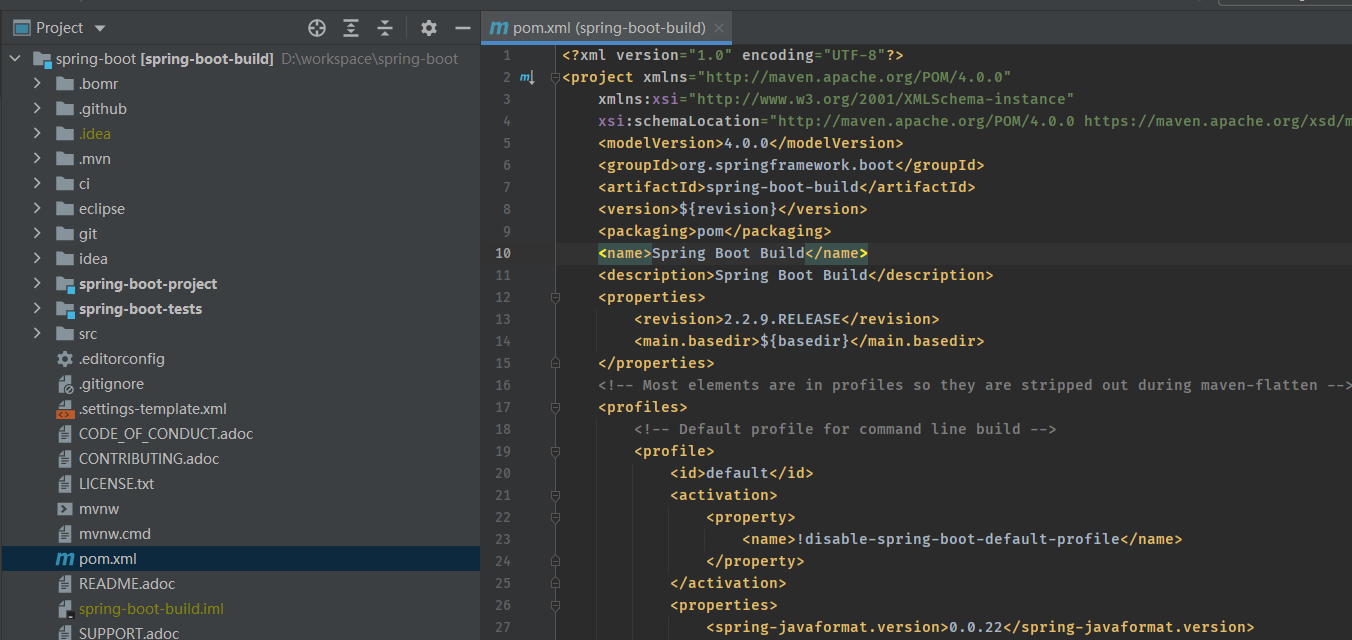 Project
spring-boot [spring-boot-build] D:\workspace\spring-boot
.bomr
.github
.idea
.mvn
ci
eclipse
git
idea
spring-boot-project
spring-boot-tests
src
.editorconfig
.gitignore
.settings-template.xml
CODE_OF_CONDUCT.adoc
CONTRIBUTING.adoc
LICENSE.txt
mvnw
mvnw.cmd
pom.xml
README.adoc
spring-boot-build.iml
SUPPORT.adoc
pom.xml (spring-boot-build)
1 <?xml version="1.0" encoding="UTF-8"?>
2 <project xmlns="http://maven.apache.org/POM/4.0.0"
3 xmlns:xsi="http://www.w3.org/2001/XMLSchema-instance"
4 xsi:schemaLocation="http://maven.apache.org/POM/4.0.0 https://maven.apache.org/xsd/m
5 <modelVersion>4.0.0</modelVersion>
6 <groupId>org.springframework.boot</groupId>
7 <artifactId>spring-boot-build</artifactId>
8 <version>${revision}</version>
9 <packaging>pom</packaging>
10 <name>Spring Boot Build</name>
11 <description>Spring Boot Build</description>
12 <properties>
13 <revision>2.2.9.RELEASE</revision>
14 <main.basedir>${basedir}</main.basedir>
15 </properties>
16 <!-- Most elements are in profiles so they are stripped out during maven-flatten -->
17 <profiles>
18 <!-- Default profile for command line build -->
19 <profile>
20 <id>default</id>
21 <activation>
22 <property>
23 <name>!disable-spring-boot-default-profile</name>
24 </property>
25 </activation>
26 <properties>
27 <spring-javaformat.version>0.0.22</spring-javaformat.version>